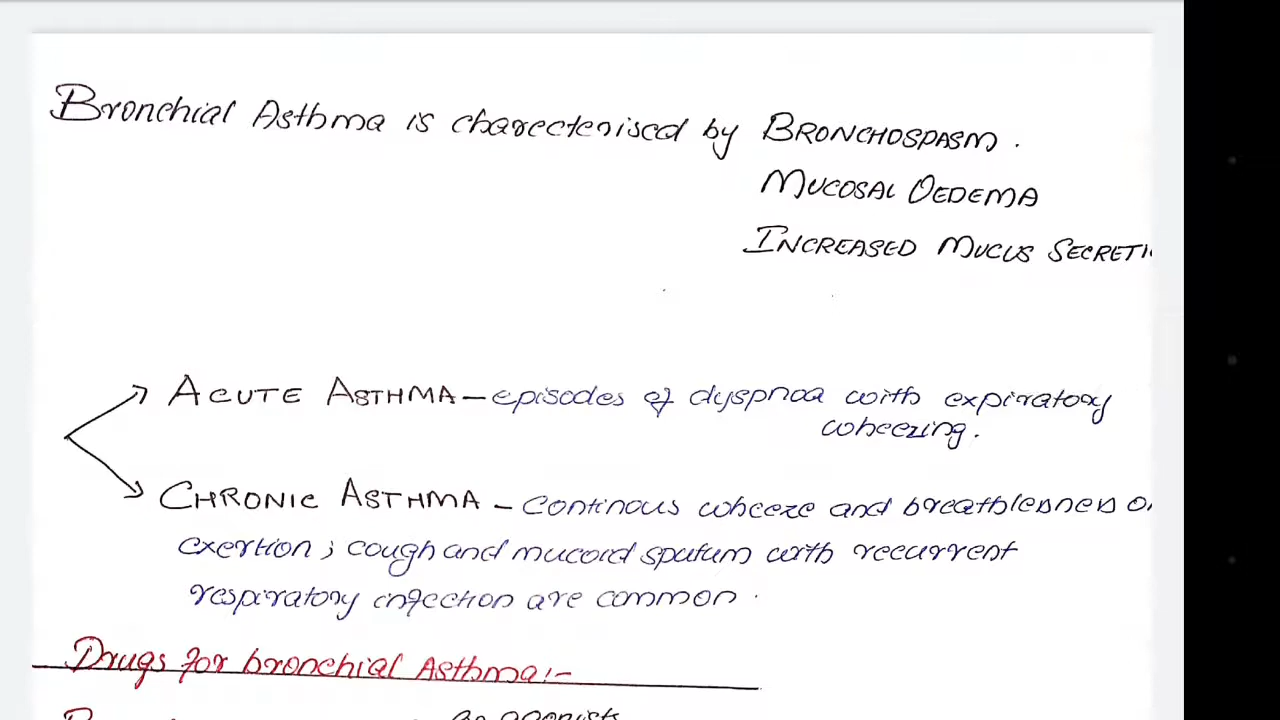 Bronchial Asthma is charecterised by BRONCHOSPASM.
MUCOSAL OEDEMA
INCREASED MUCUS SECRETI
ACUTE ASTHMA – episodes of dyspnoa with expiratory
wheezing.
CHRONIC ASTHMA – continous wheeze and breathlessness o
exertion; cough and mucoid sputum with recurrent
respiratory infection are common.
Drugs for bronchial Asthma:-
agonists